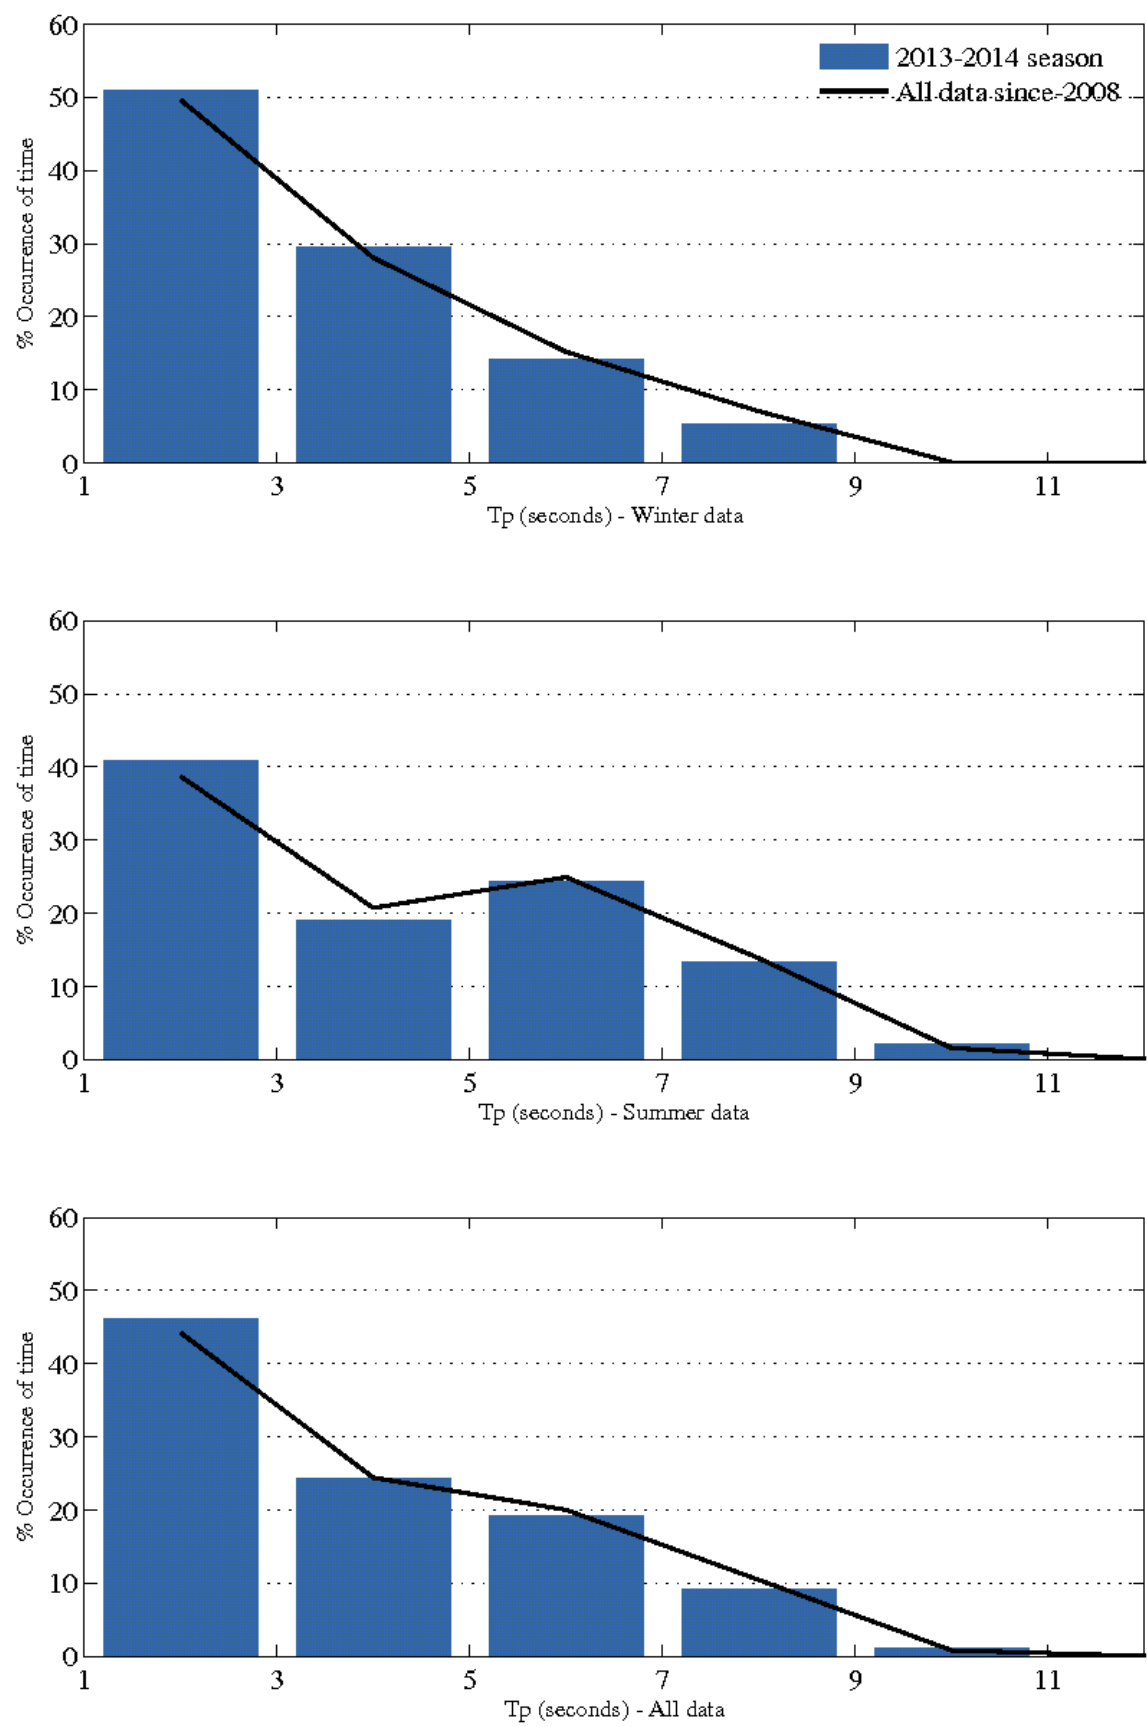 60
50
40
30
20
10
0
% Occurrence of time
2013-2014 season
All data since-2008
1 3 5 7 9 11
Tp (seconds) - Winter data
60
50
40
30
20
10
0
% Occurrence of time
1 3 5 7 9 11
Tp (seconds) - Summer data
60
50
40
30
20
10
0
% Occurrence of time
1 3 5 7 9 11
Tp (seconds) - All data